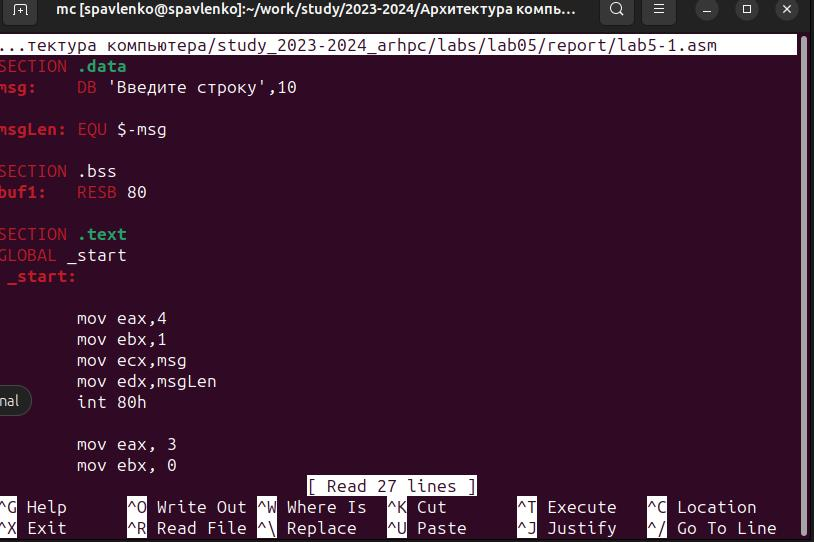 mc [spavlenko@spavlenko]:~/work/study/2023-2024/Архитектура компь...
...тектура компьютера/study_2023-2024_arhpc/labs/lab05/report/lab5-1.asm
SECTION .data
msg: DB 'Введите строку',10
msgLen: EQU $-msg
SECTION .bss
buf1: RESB 80
SECTION .text
GLOBAL _start
_start:
mov eax,4
mov ebx,1
mov ecx,msg
mov edx,msgLen
int 80h
nal
mov eax, 3
mov ebx, 0
[ Read 27 lines ]
^G Help ^O Write Out ^W Where Is ^K Cut ^T Execute ^C Location
^X Exit ^R Read File ^\ Replace ^U Paste ^J Justify ^/ Go To Line